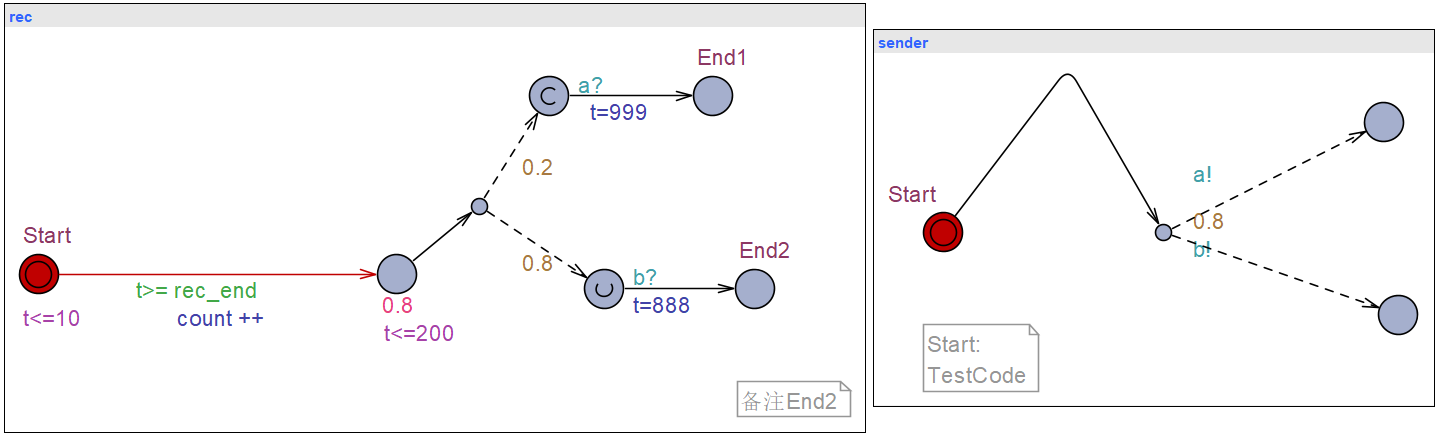 rec
End1
a?
t=999
0.2
Start
t>= rec_end
t<=10
count ++
0.8
t<=200
0.8
End2
b?
t=888
备注End2
sender
Start
a!
0.8
b!
Start:
TestCode